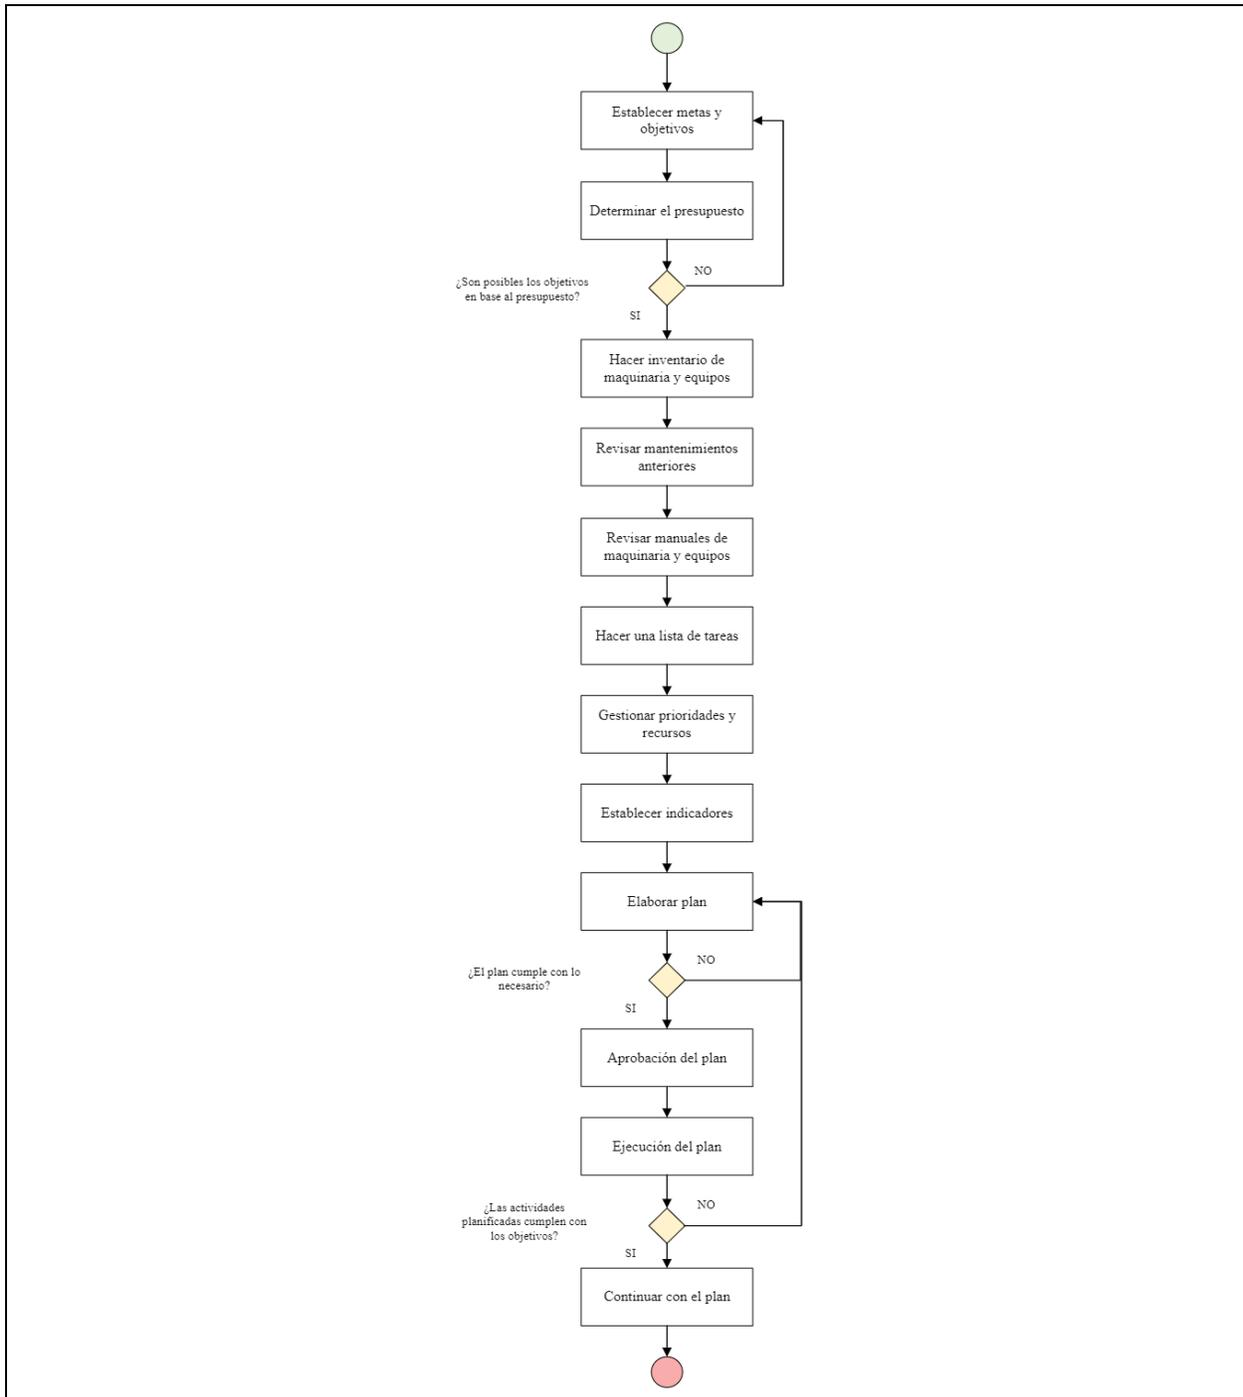 Establecer metas y
objetivos
Determinar el presupuesto
¿Son posibles los objetivos
en base al presupuesto?
NO
SI
Hacer inventario de
maquinaria y equipos
Revisar mantenimientos
anteriores
Revisar manuales de
maquinaria y equipos
Hacer una lista de tareas
Gestionar prioridades y
recursos
Establecer indicadores
Elaborar plan
¿El plan cumple con lo
necesario?
NO
SI
Aprobación del plan
Ejecución del plan
¿Las actividades
planificadas cumplen con
los objetivos?
NO
SI
Continuar con el plan